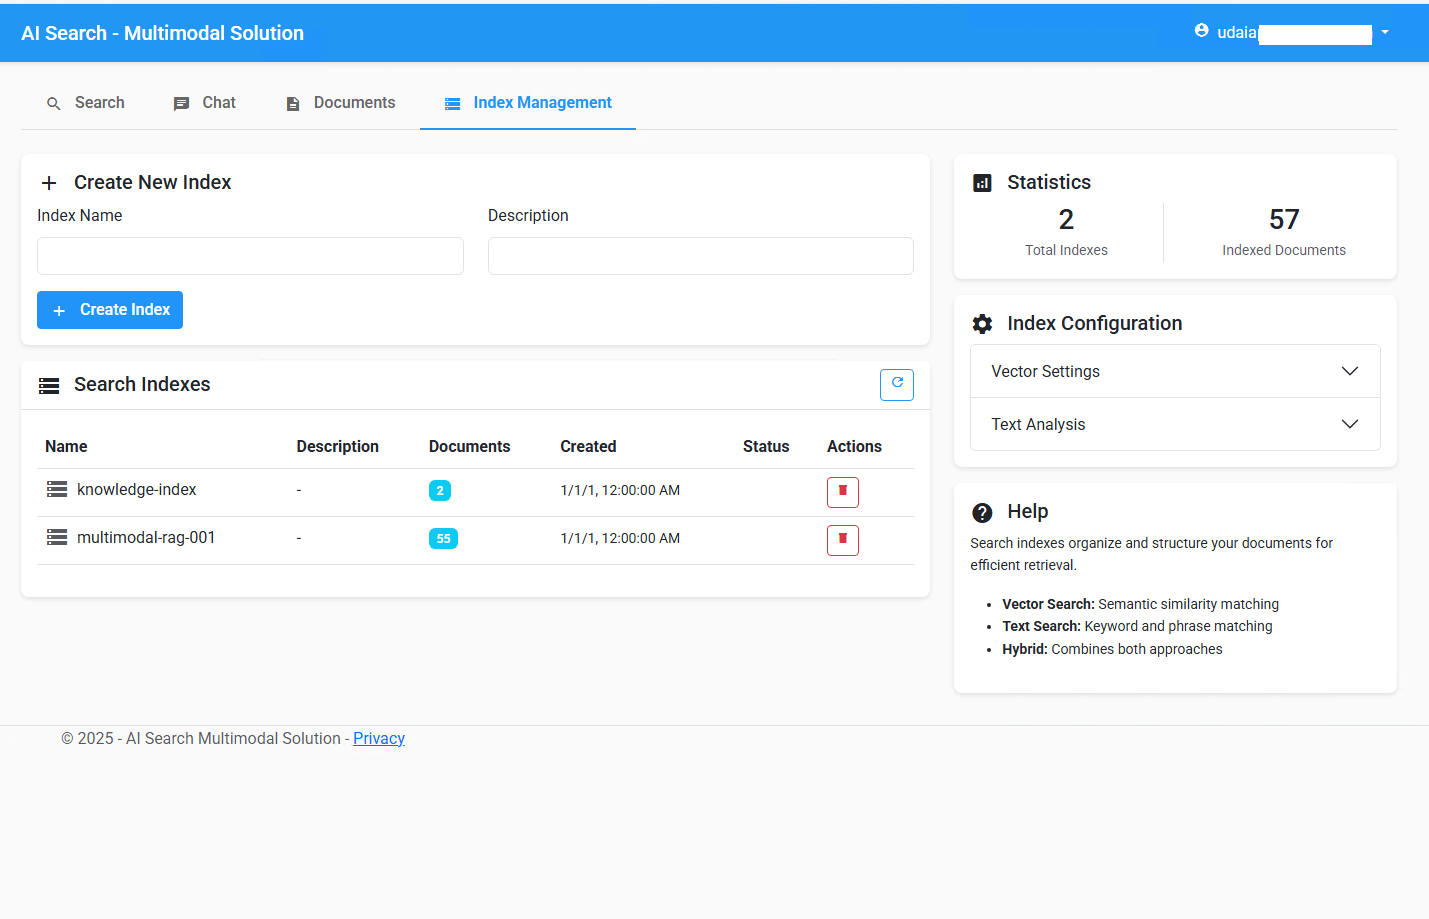 AI Search - Multimodal Solution
udaia
Search
Chat
Documents
Index Management
Create New Index
Index Name
Description
Create Index
Search Indexes
Name Description Documents Created Status Actions
knowledge-index - 2 1/1/1, 12:00:00 AM
multimodal-rag-001 - 55 1/1/1, 12:00:00 AM
Statistics
2
Total Indexes
57
Indexed Documents
Index Configuration
Vector Settings
Text Analysis
Help
Search indexes organize and structure your documents for
efficient retrieval.
• Vector Search: Semantic similarity matching
• Text Search: Keyword and phrase matching
• Hybrid: Combines both approaches
© 2025 - AI Search Multimodal Solution - Privacy